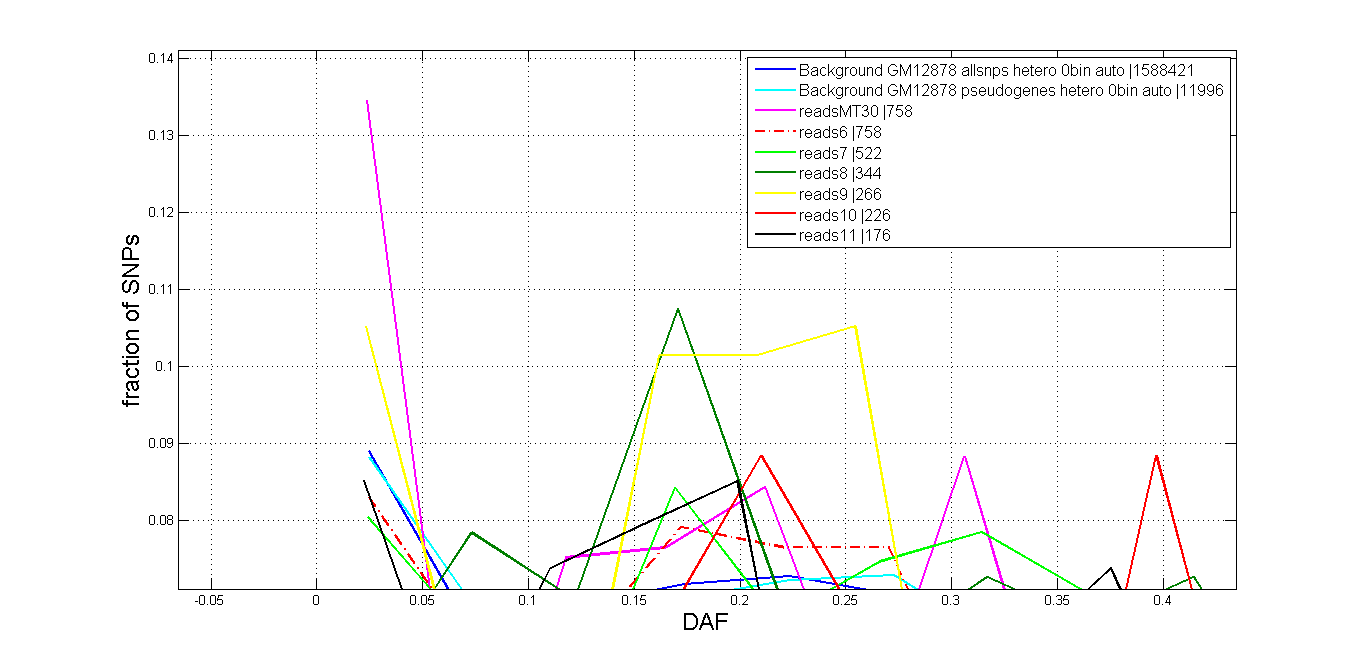 0.14
0.13
0.12
0.11
0.1
0.09
0.08
fraction of SNPs
Background GM12878 allsnps hetero 0bin auto |1588421
Background GM12878 pseudogenes hetero 0bin auto |11996
readsMT30 |758
reads6 |758
reads7 |522
reads8 |344
reads9 |266
reads10 |226
reads11 |176
-0.05 0 0.05 0.1 0.15 0.2 0.25 0.3 0.35 0.4
DAF